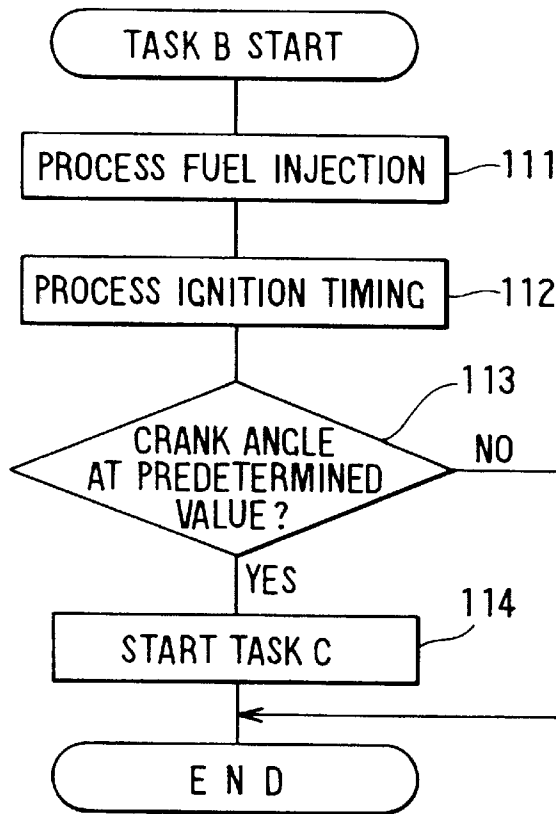 TASK B START
PROCESS FUEL INJECTION
111
PROCESS IGNITION TIMING
112
113
CRANK ANGLE
AT PREDETERMINED
VALUE?
NO
YES
114
START TASK C
END